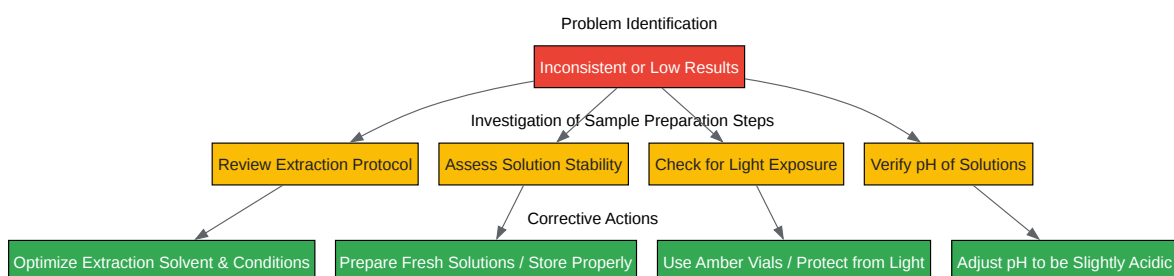 Problem Identification
Inconsistent or Low Results
Investigation of Sample Preparation Steps
Review Extraction Protocol
Assess Solution Stability
Check for Light Exposure
Verify pH of Solutions
Corrective Actions
Optimize Extraction Solvent & Conditions
Prepare Fresh Solutions / Store Properly
Use Amber Vials / Protect from Light
Adjust pH to be Slightly Acidic